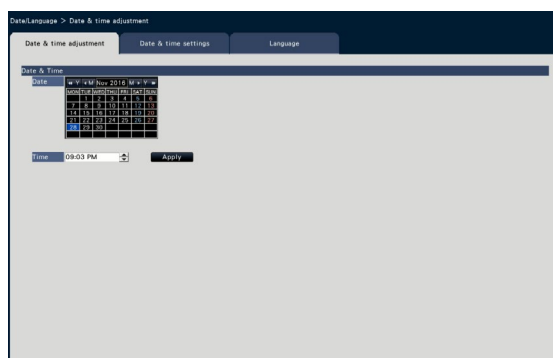 Date/Language > Date & time adjustment
Date & time adjustment Date & time settings Language
Date & Time
Date
« Y ◂ M Nov 2016 M ▸ Y »
MON TUE WED THU FRI SAT SUN
1 2 3 4 5 6
7 8 9 10 11 12 13
14 15 16 17 18 19 20
21 22 23 24 25 26 27
28 29 30
Time 09:03 PM Apply